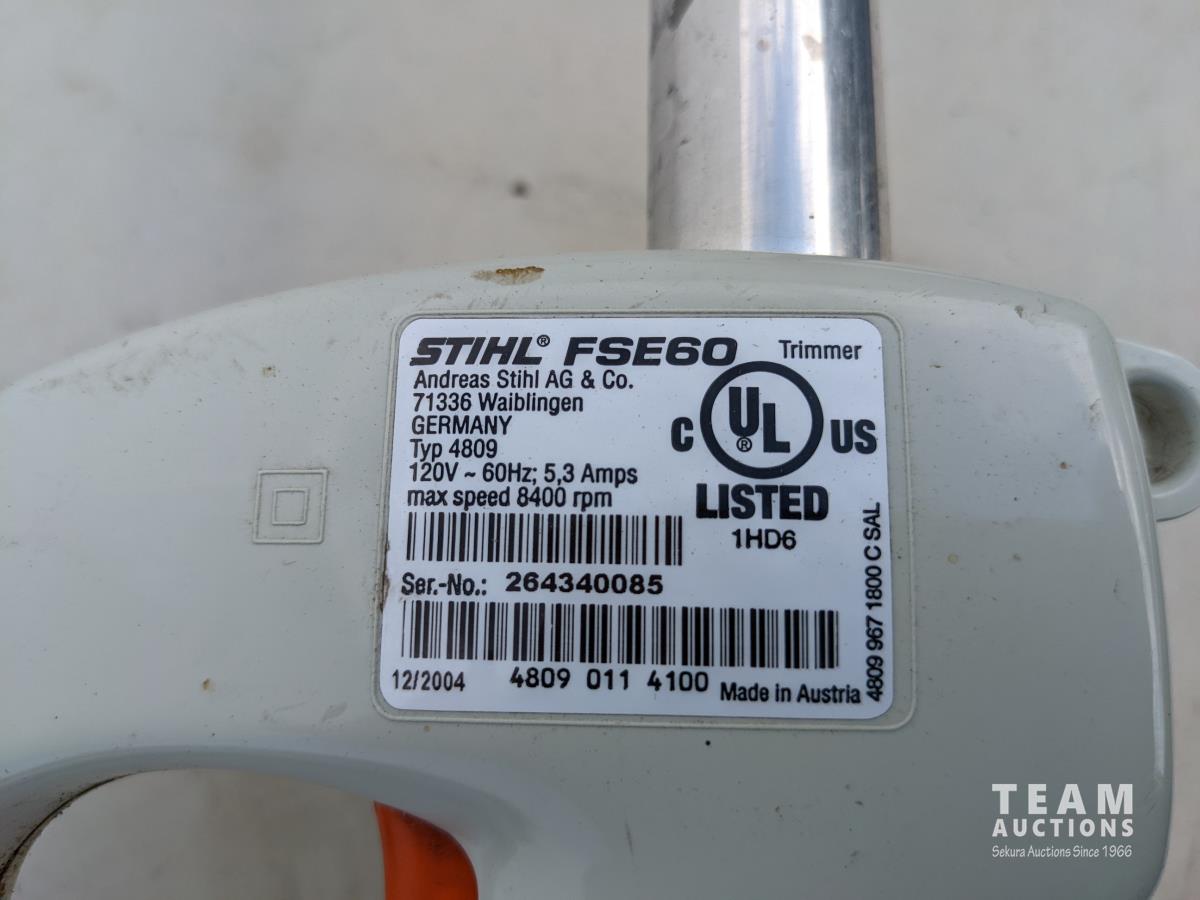 STIHL® FSE60 Trimmer
Andreas Stihl AG & Co.
71336 Waiblingen
GERMANY
Typ 4809
120V ~ 60Hz; 5,3 Amps
max speed 8400 rpm
C UL® US
LISTED
1HD6
Ser.-No.: 264340085
12/2004 4809 011 4100 Made in Austria
4809 967 1800 C SAL
TEAM
AUCTIONS
Sekura Auctions Since 1966